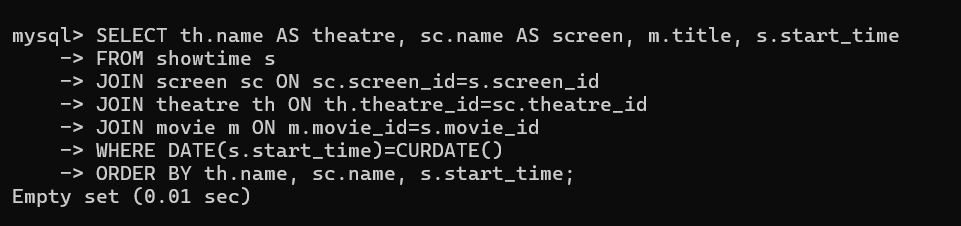 mysql> SELECT th.name AS theatre, sc.name AS screen, m.title, s.start_time
    -> FROM showtime s
    -> JOIN screen sc ON sc.screen_id=s.screen_id
    -> JOIN theatre th ON th.theatre_id=sc.theatre_id
    -> JOIN movie m ON m.movie_id=s.movie_id
    -> WHERE DATE(s.start_time)=CURDATE()
    -> ORDER BY th.name, sc.name, s.start_time;
Empty set (0.01 sec)